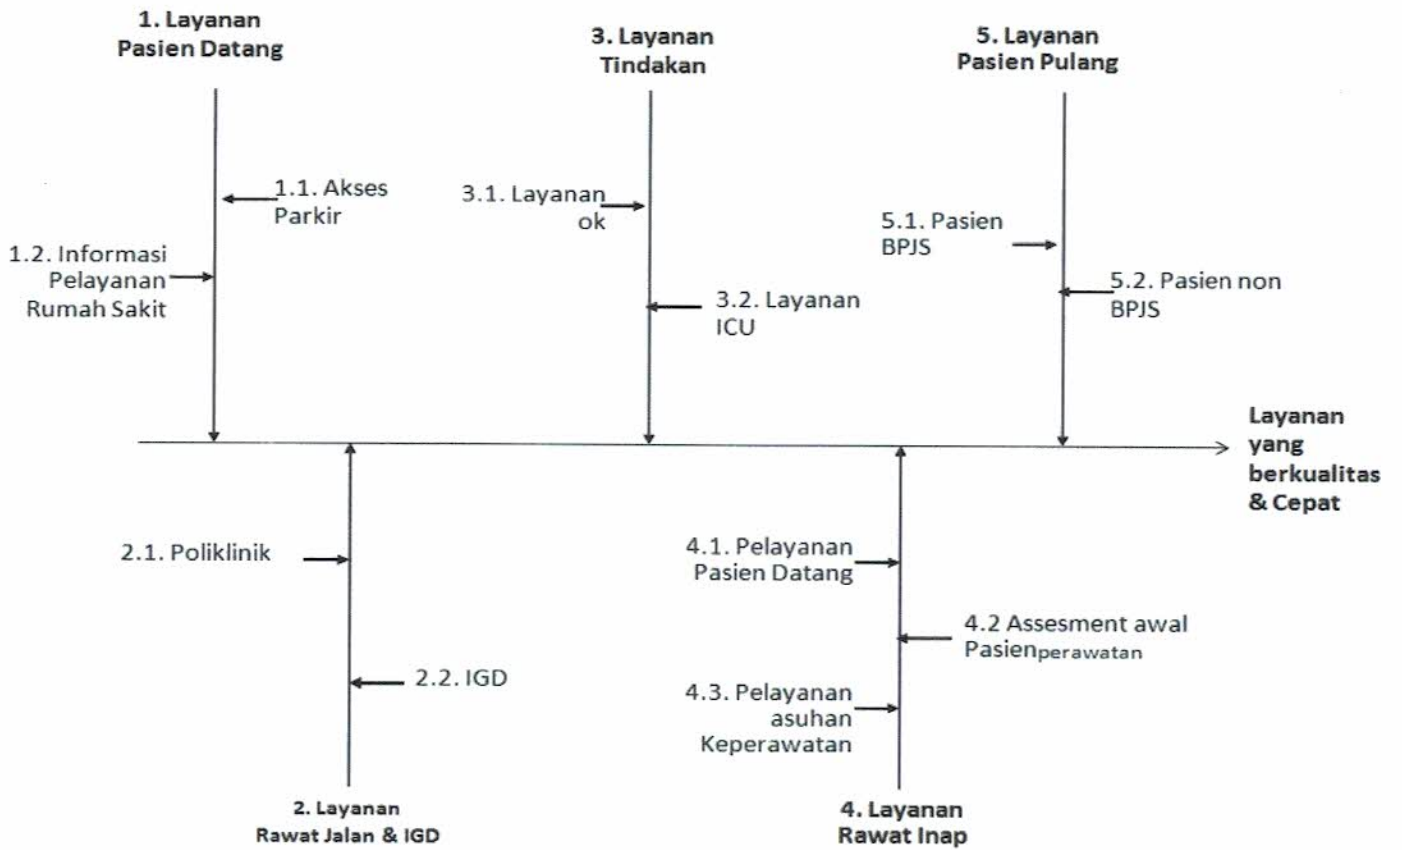 1. Layanan
Pasien Datang
3. Layanan
Tindakan
5. Layanan
Pasien Pulang
1.1. Akses
Parkir
1.2. Informasi
Pelayanan
Rumah Sakit
3.1. Layanan
ok
3.2. Layanan
ICU
5.1. Pasien
BPJS
5.2. Pasien non
BPJS
Layanan
yang
berkualitas
& Cepat
2.1. Poliklinik
2.2. IGD
4.1. Pelayanan
Pasien Datang
4.2 Assesment awal
Pasienperawatan
4.3. Pelayanan
asuhan
Keperawatan
2. Layanan
Rawat Jalan & IGD
4. Layanan
Rawat Inap